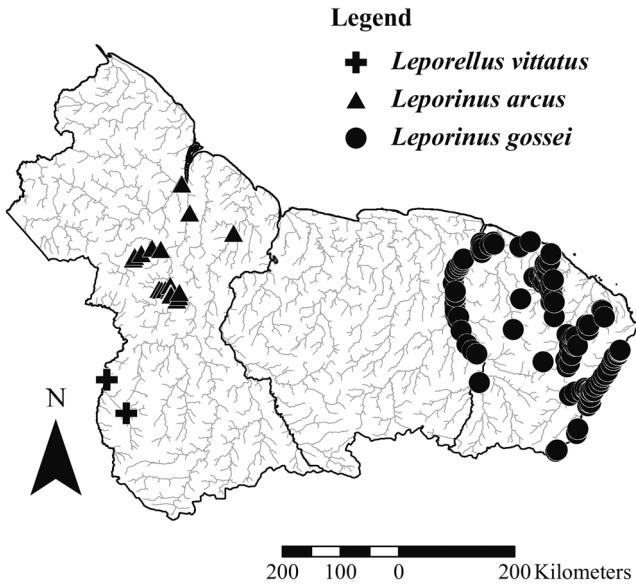 Legend
Leporellus vittatus
Leporinus arcus
Leporinus gossei
N
200 100 0 200 Kilometers